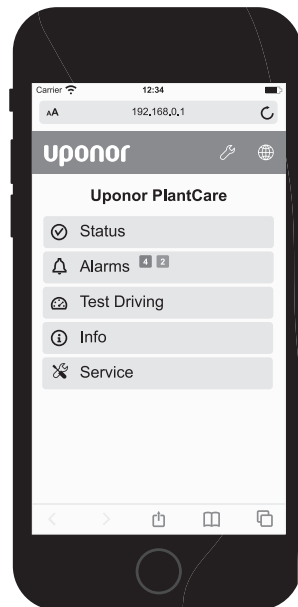 Carrier 12:34
AA 192.168.0.1
uponor
Uponor PlantCare
Status
Alarms 4 2
Test Driving
Info
Service